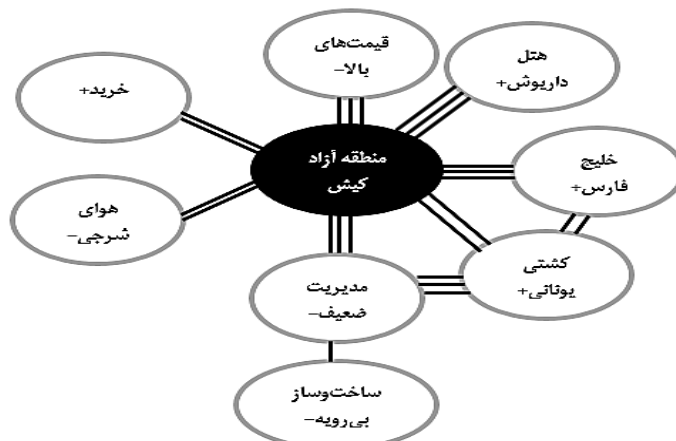 قیمت‌های
بالا–
هتل
داریوش+
خرید+
منطقه آزاد
کیش
خلیج
فارس+
هوای
شرجی–
کشتی
یونانی+
مدیریت
ضعیف–
ساخت‌وساز
بی‌رویه–